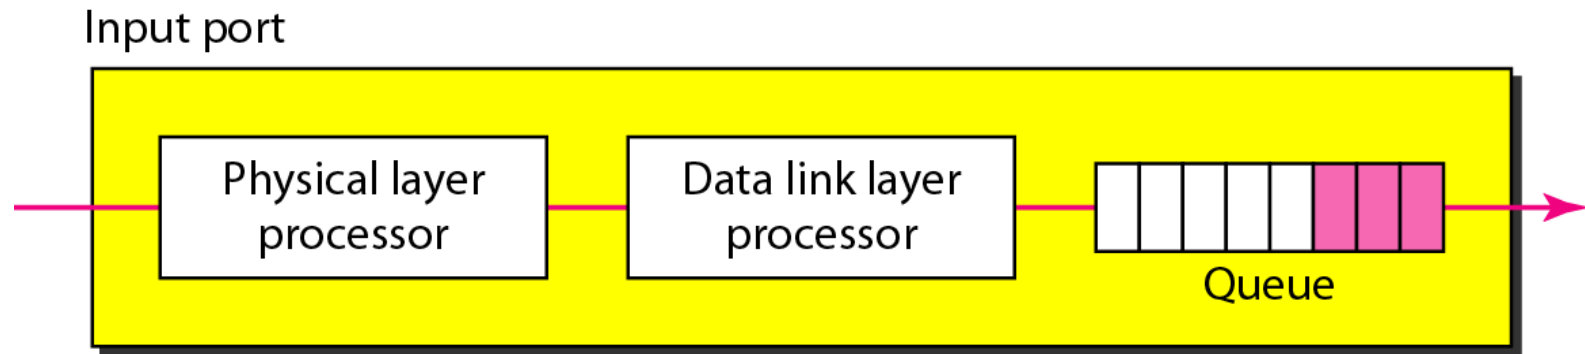 Input port
Physical layer
processor
Data link layer
processor
Queue